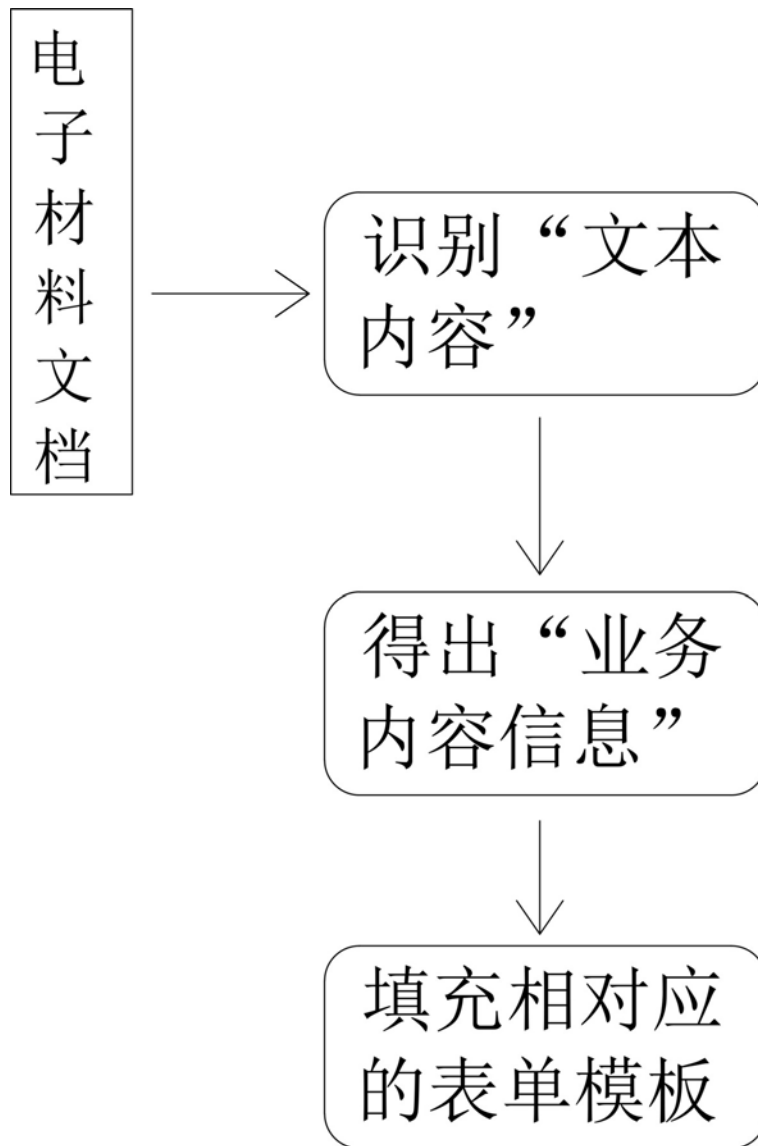 电子材料文档
识别“文本
内容”
得出“业务
内容信息”
填充相对应
的表单模板